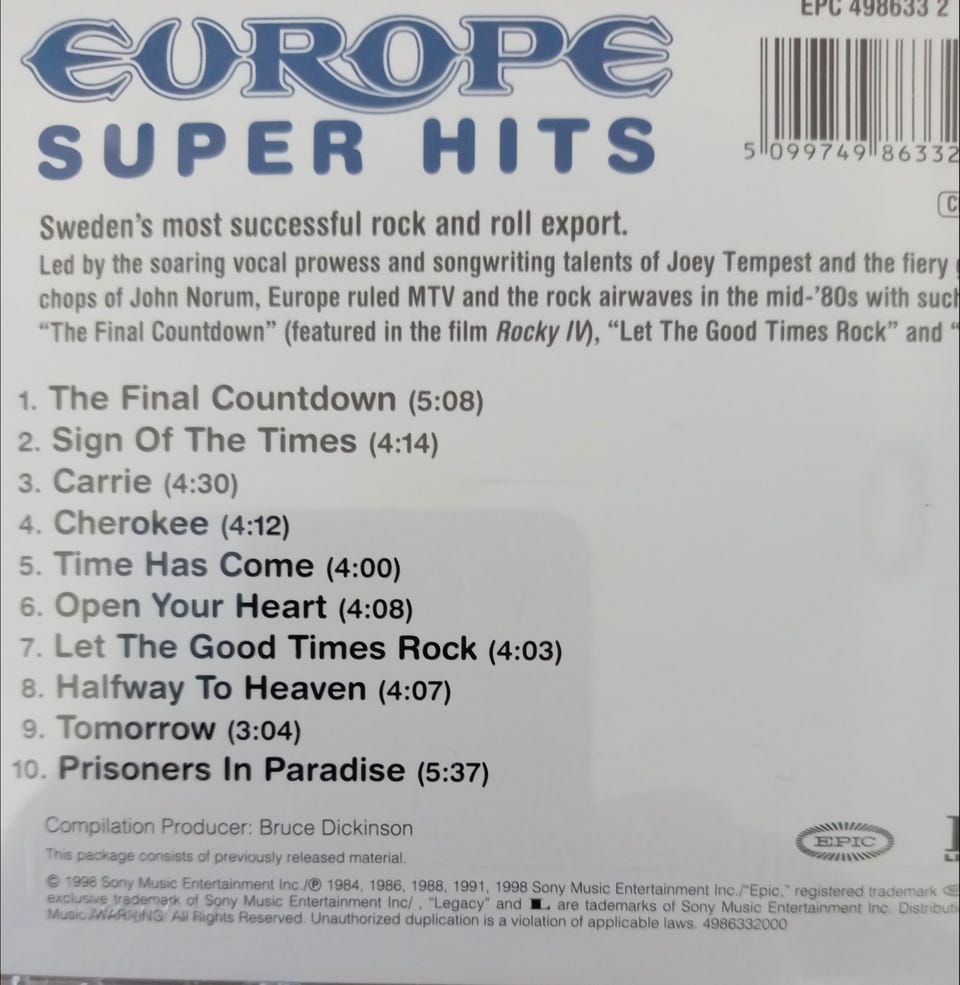 EPC 498633 2
EUROPE
SUPER HITS
5 099749 86332
Sweden's most successful rock and roll export.
Led by the soaring vocal prowess and songwriting talents of Joey Tempest and the fiery
chops of John Norum, Europe ruled MTV and the rock airwaves in the mid-'80s with such
"The Final Countdown" (featured in the film Rocky IV), "Let The Good Times Rock" and "
1. The Final Countdown (5:08)
2. Sign Of The Times (4:14)
3. Carrie (4:30)
4. Cherokee (4:12)
5. Time Has Come (4:00)
6. Open Your Heart (4:08)
7. Let The Good Times Rock (4:03)
8. Halfway To Heaven (4:07)
9. Tomorrow (3:04)
10. Prisoners In Paradise (5:37)
Compilation Producer: Bruce Dickinson
EPIC
This package consists of previously released material.
© 1998 Sony Music Entertainment Inc./℗ 1984, 1986, 1988, 1991, 1998 Sony Music Entertainment Inc./"Epic," registered trademark
exclusive trademark of Sony Music Entertainment Inc/ , "Legacy" and L are tademarks of Sony Music Entertainment Inc. Distributi
Music/WARNING: All Rights Reserved. Unauthorized duplication is a violation of applicable laws. 4986332000